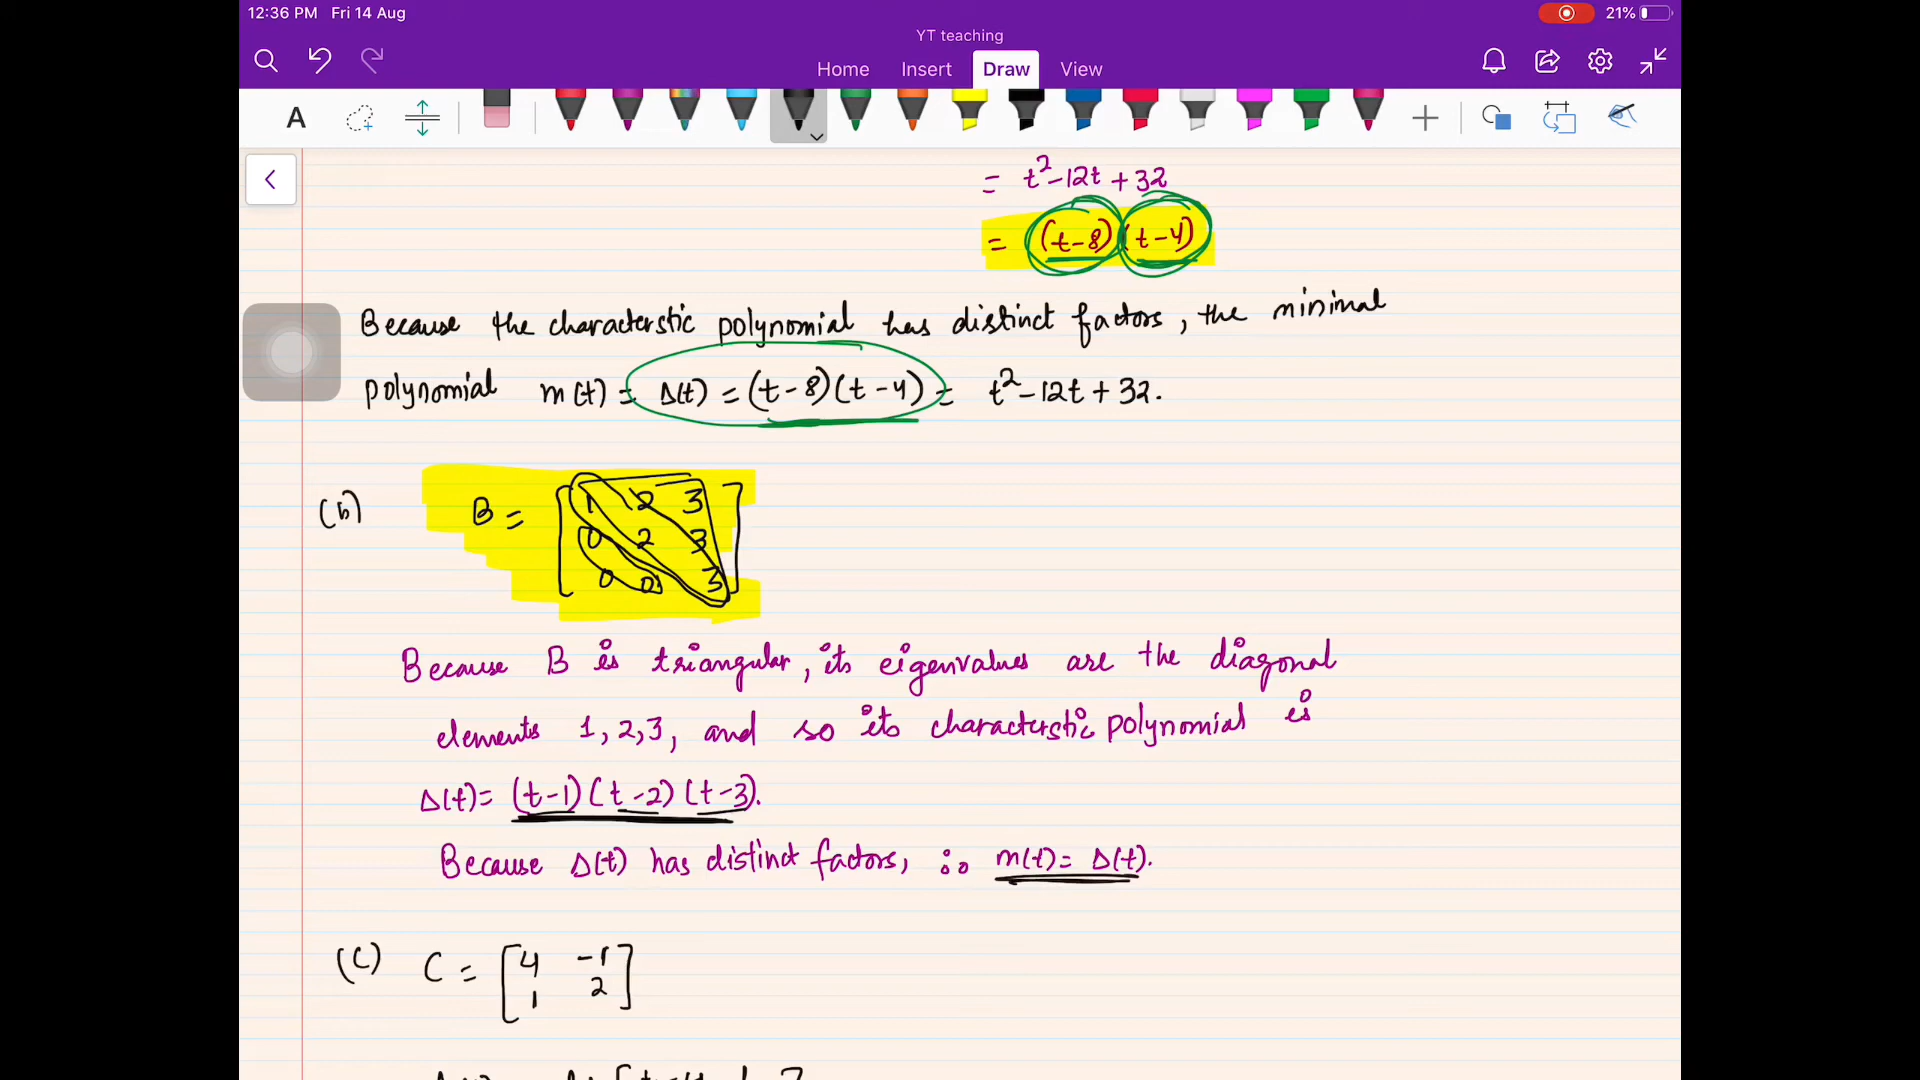 12:36 PM Fri 14 Aug
21%
YT teaching
Home Insert Draw View
A
= t²-12t+32
= (t-8)(t-4)
Because the characterstic polynomial has distinct factors, the minimal
polynomial m(t) = Δ(t) = (t-8)(t-4) = t²-12t+32.
(b) B = [1 2 3
0 2 3
0 0 3]
Because B is triangular, its eigenvalues are the diagonal
elements 1, 2, 3, and so its characterstic polynomial is
Δ(t) = (t-1)(t-2)(t-3).
Because Δ(t) has distinct factors, ∴ m(t) = Δ(t).
(C) C = [4 -1
1 2]